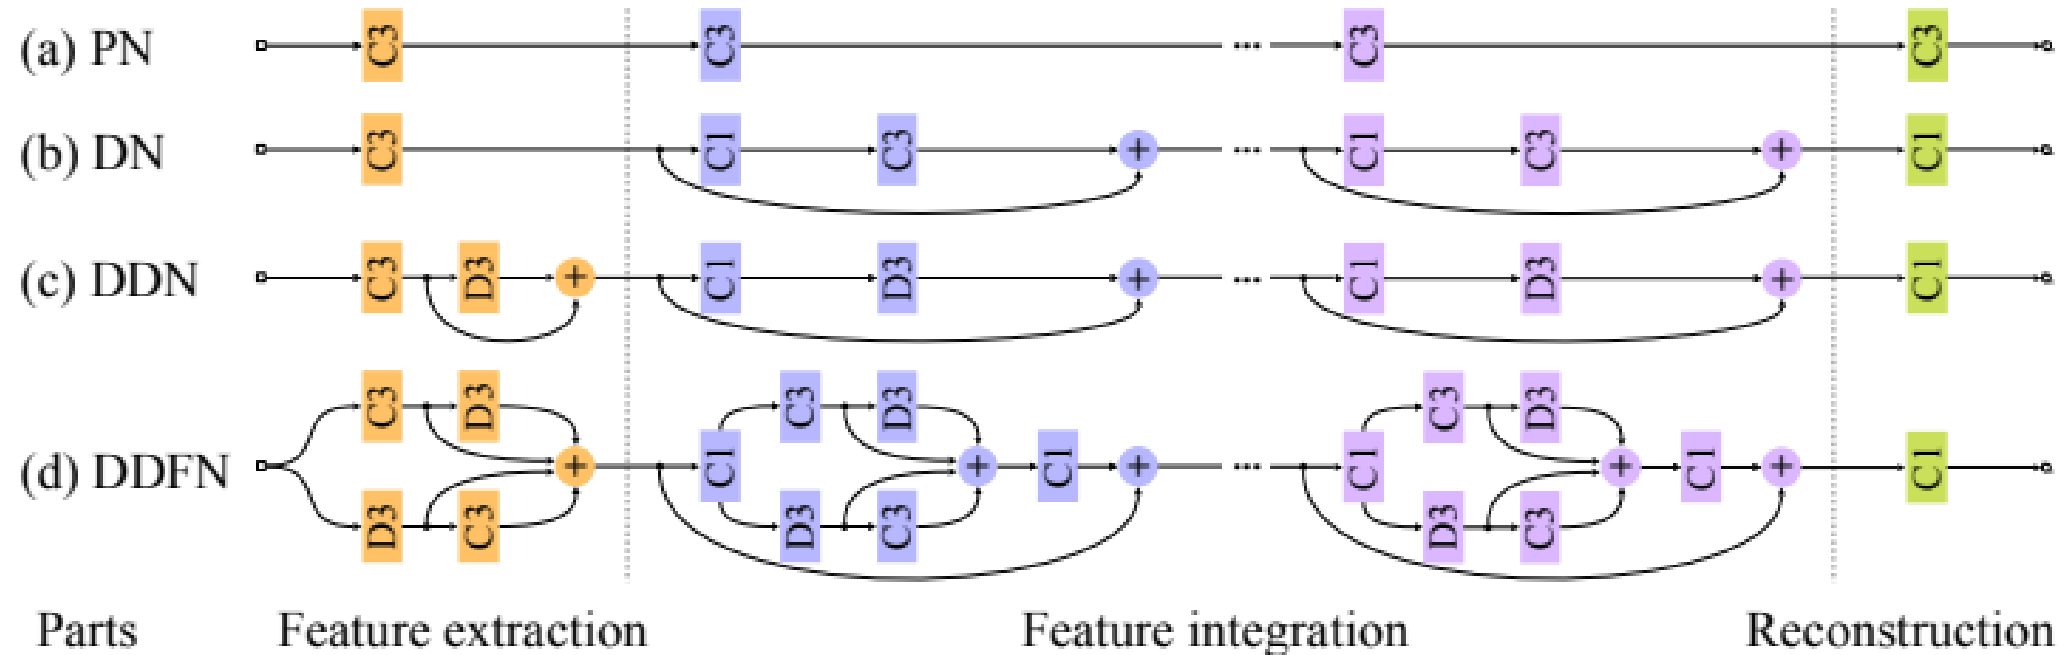 (a) PN C3 C3 ... C3 C3
(b) DN C3 C1 C3 + ... C1 C3 + C1
(c) DDN C3 D3 + C1 D3 + ... C1 D3 + C1
C3 D3 C3 D3 C3 D3
(d) DDFN + C1 + C1 + ... C1 + C1 + C1
D3 C3 D3 C3 D3 C3
Parts Feature extraction Feature integration Reconstruction